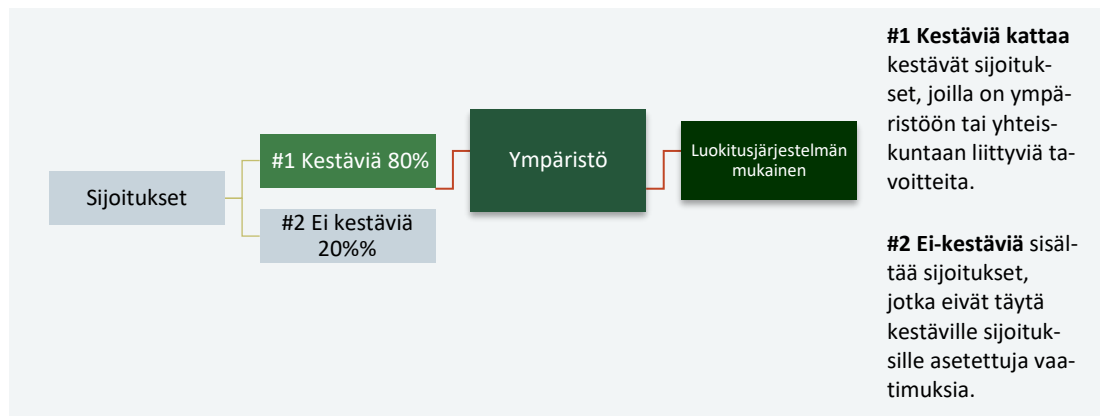 Sijoitukset
#1 Kestäviä 80%
#2 Ei kestäviä
20%%
Ympäristö
Luokitusjärjestelmän
mukainen
#1 Kestäviä kattaa
kestävät sijoituk-
set, joilla on ympä-
ristöön tai yhteis-
kuntaan liittyviä ta-
voitteita.
#2 Ei-kestäviä sisäl-
tää sijoitukset,
jotka eivät täytä
kestäville sijoituk-
sille asetettuja vaa-
timuksia.